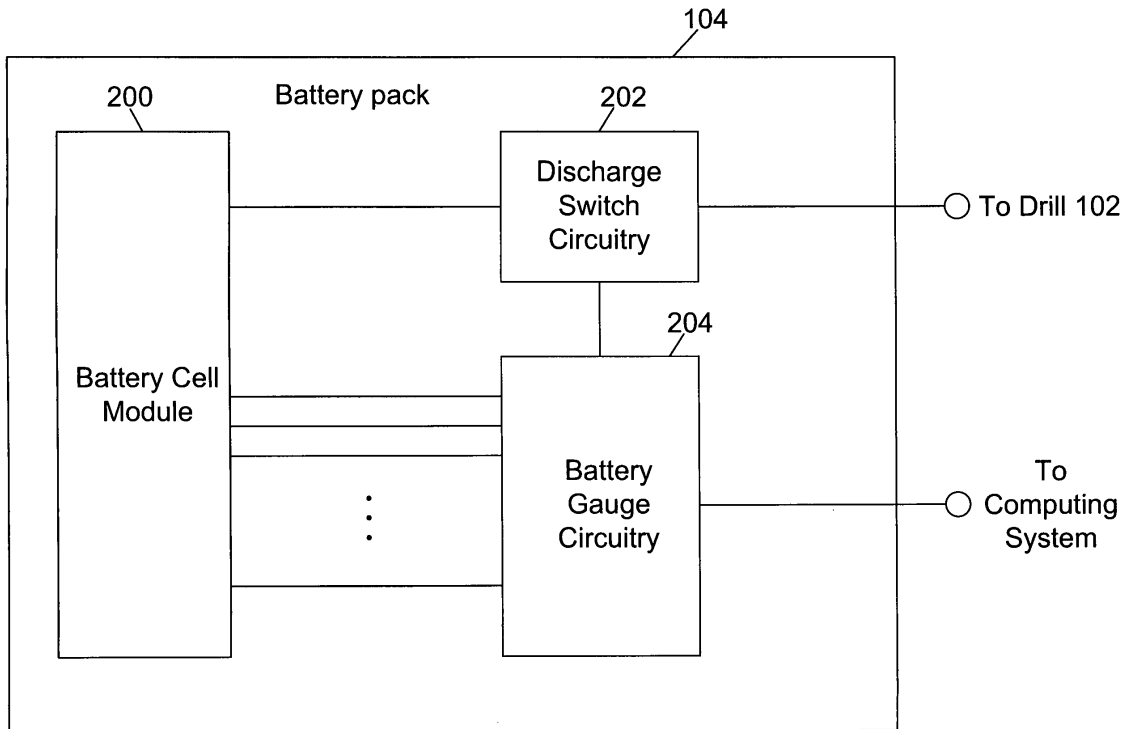 104
Battery pack
200
202
Discharge
Switch
Circuitry
To Drill 102
204
Battery Cell
Module
Battery
Gauge
Circuitry
To
Computing
System